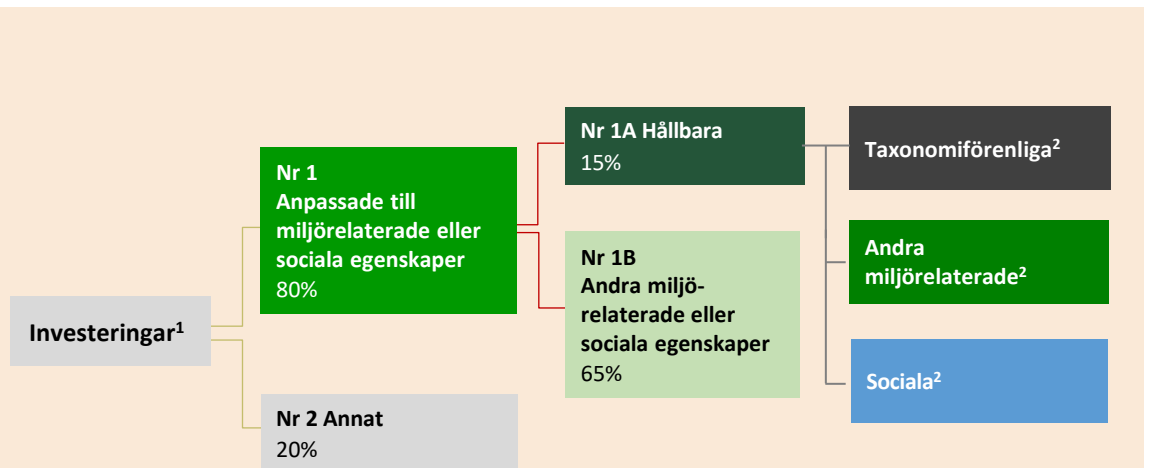 Investeringar1
Nr 1
Anpassade till
miljörelaterade eller
sociala egenskaper
80%
Nr 2 Annat
20%
Nr 1A Hållbara
15%
Nr 1B
Andra miljö-
relaterade eller
sociala egenskaper
65%
Taxonomiförenliga2
Andra
miljörelaterade2
Sociala2